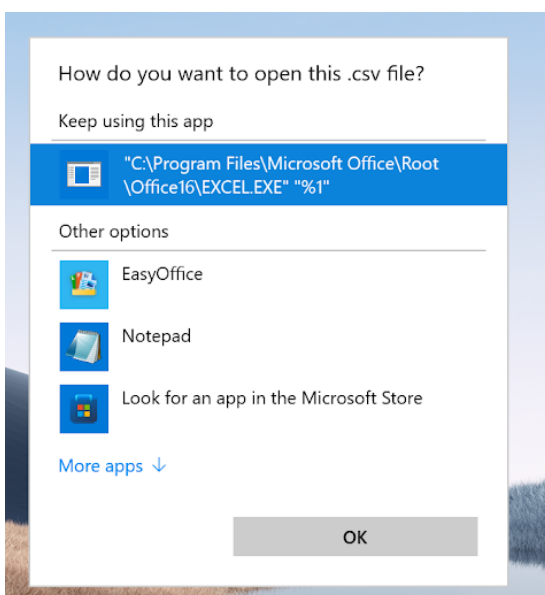 How do you want to open this .csv file?
Keep using this app
"C:\Program Files\Microsoft Office\Root
\Office16\EXCEL.EXE" "%1"
Other options
EasyOffice
Notepad
Look for an app in the Microsoft Store
More apps ↓
OK